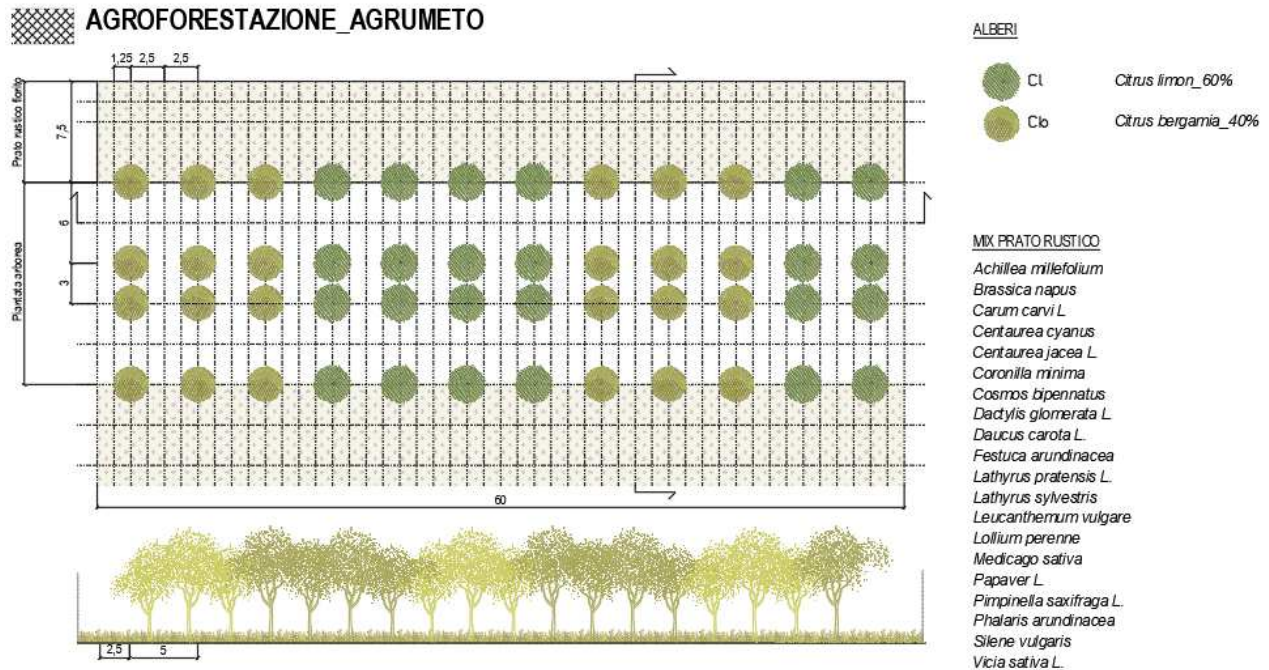 AGROFORESTAZIONE_AGRUMETO
1,25 2,5 2,5
Prato rustico fiorito
7,5
6
Piantata arborea
3
60
2,5 5
ALBERI
Cl Citrus limon_60%
Cb Citrus bergamia_40%
MIX PRATO RUSTICO
Achillea millefolium
Brassica napus
Carum carvi L
Centaurea cyanus
Centaurea jacea L
Coronilla minima
Cosmos bipennatus
Dactylis glomerata L
Daucus carota L.
Festuca arundinacea
Lathyrus pratensis L.
Lathyrus sylvestris
Leucanthemum vulgare
Lollium perenne
Medicago sativa
Papaver L.
Pimpinella saxifraga L.
Phalaris arundinacea
Silene vulgaris
Vicia sativa L.